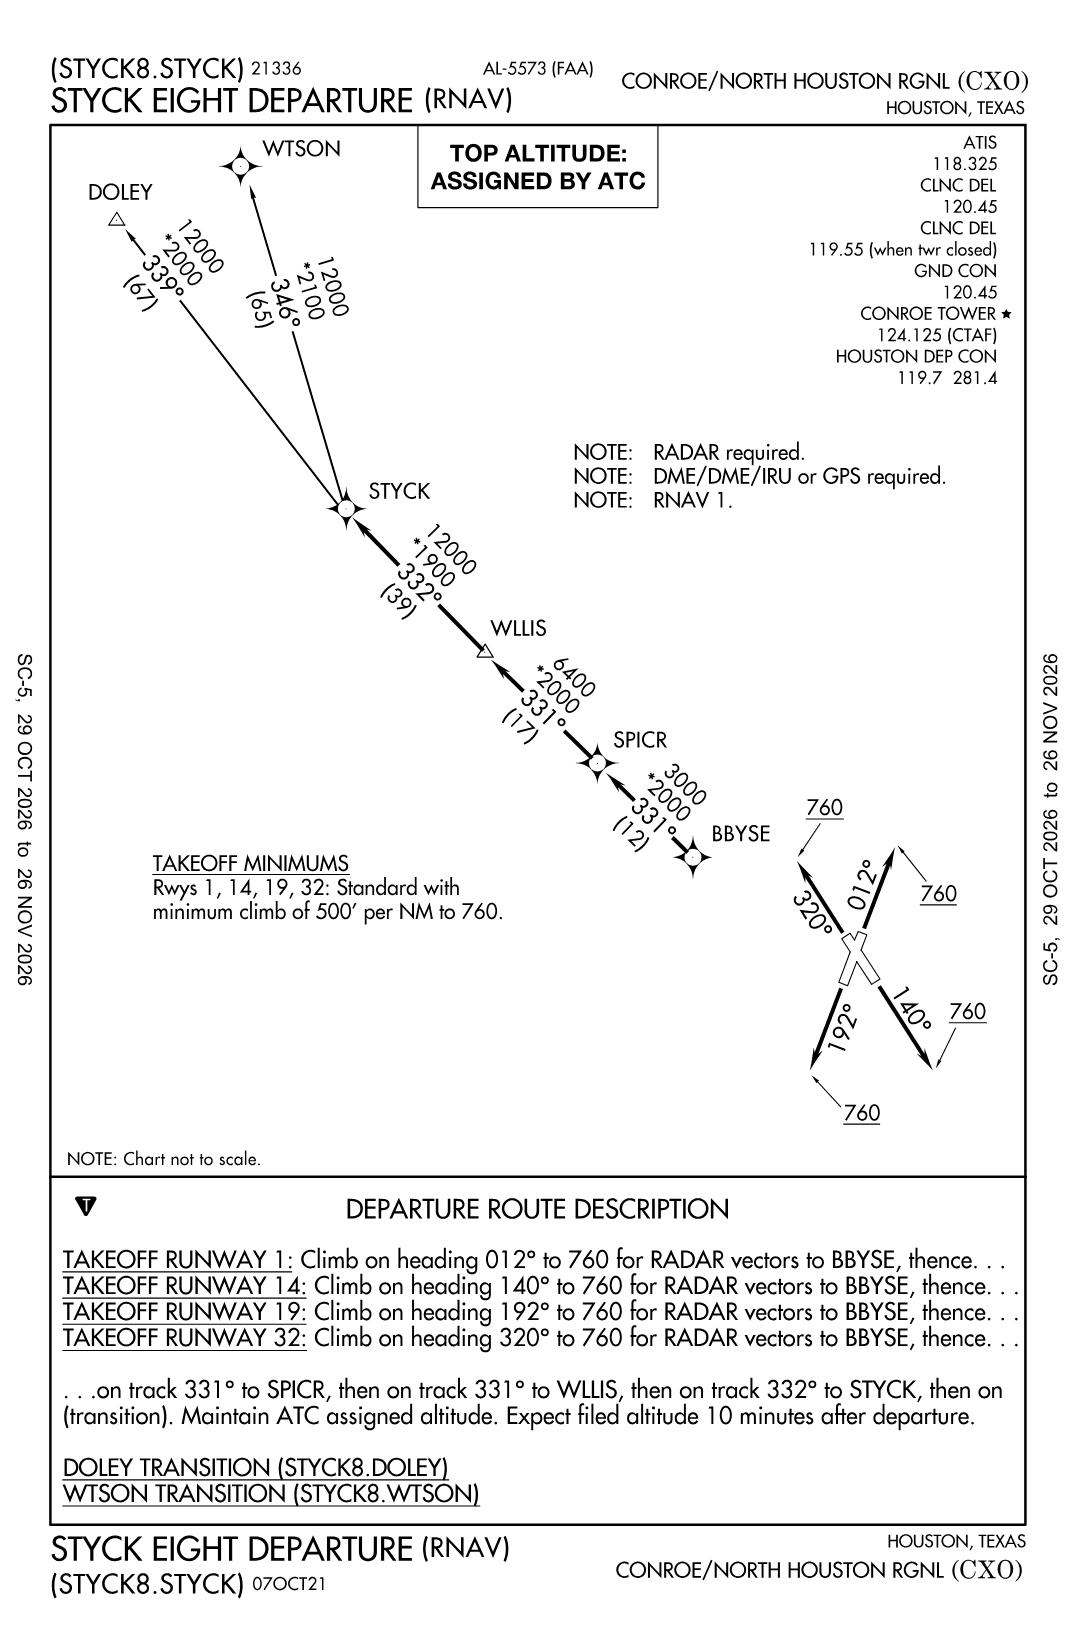 (STYCK8.STYCK) 21336
AL-5573 (FAA)
CONROE/NORTH HOUSTON RGNL (CXO)
STYCK EIGHT DEPARTURE (RNAV)
HOUSTON, TEXAS
TOP ALTITUDE:
ASSIGNED BY ATC
ATIS
118.325
CLNC DEL
120.45
CLNC DEL
119.55 (when twr closed)
GND CON
120.45
CONROE TOWER ★
124.125 (CTAF)
HOUSTON DEP CON
119.7 281.4
WTSON
DOLEY
12000
*2000
339°
(67)
12000
*2100
346°
(65)
NOTE: RADAR required.
NOTE: DME/DME/IRU or GPS required.
NOTE: RNAV 1.
STYCK
12000
*1900
332°
(39)
WLLIS
6400
*2000
331°
(17)
SPICR
3000
*2000
331°
(12)
BBYSE
760
012°
760
320°
140°
760
192°
760
TAKEOFF MINIMUMS
Rwys 1, 14, 19, 32: Standard with
minimum climb of 500′ per NM to 760.
SC-5, 29 OCT 2026 to 26 NOV 2026
SC-5, 29 OCT 2026 to 26 NOV 2026
NOTE: Chart not to scale.
T
DEPARTURE ROUTE DESCRIPTION
TAKEOFF RUNWAY 1: Climb on heading 012° to 760 for RADAR vectors to BBYSE, thence. . .
TAKEOFF RUNWAY 14: Climb on heading 140° to 760 for RADAR vectors to BBYSE, thence. . .
TAKEOFF RUNWAY 19: Climb on heading 192° to 760 for RADAR vectors to BBYSE, thence. . .
TAKEOFF RUNWAY 32: Climb on heading 320° to 760 for RADAR vectors to BBYSE, thence. . .
. . .on track 331° to SPICR, then on track 331° to WLLIS, then on track 332° to STYCK, then on
(transition). Maintain ATC assigned altitude. Expect filed altitude 10 minutes after departure.
DOLEY TRANSITION (STYCK8.DOLEY)
WTSON TRANSITION (STYCK8.WTSON)
STYCK EIGHT DEPARTURE (RNAV)
HOUSTON, TEXAS
(STYCK8.STYCK) 07OCT21
CONROE/NORTH HOUSTON RGNL (CXO)